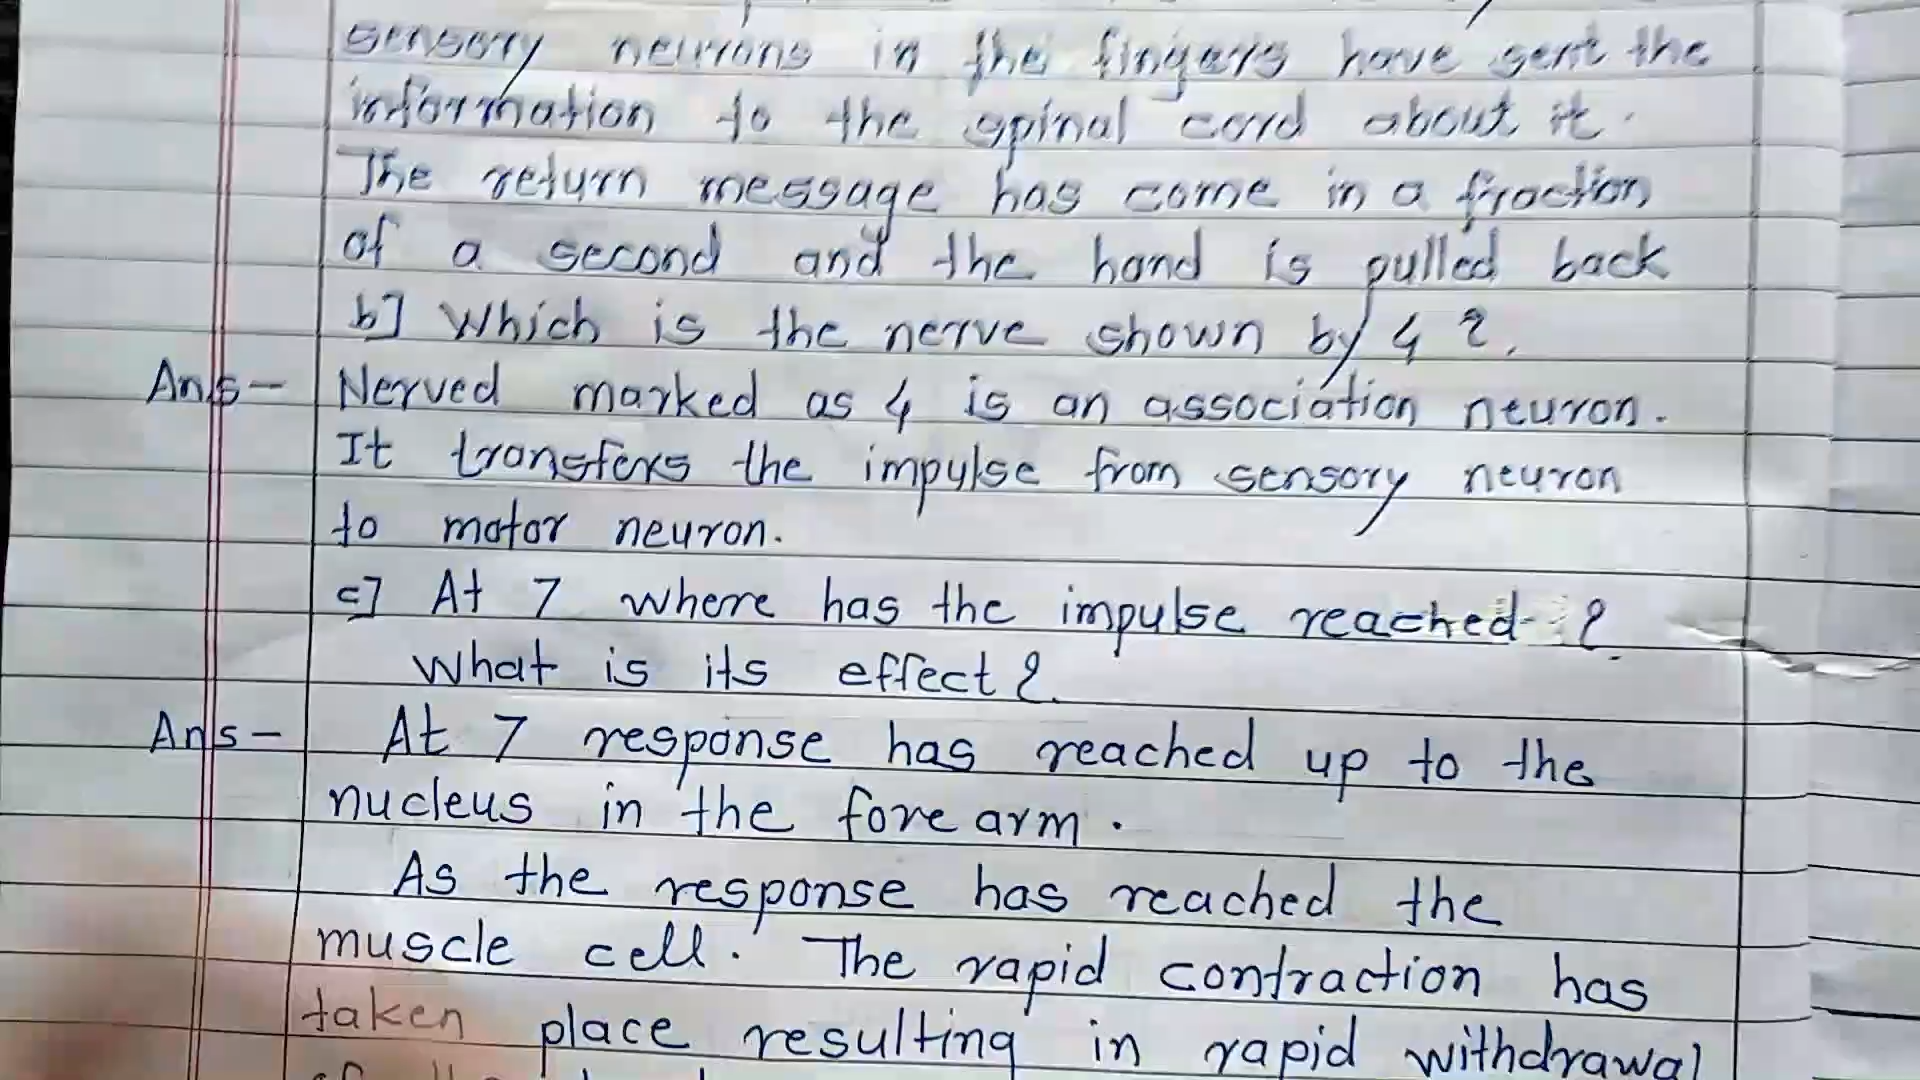 sensory neurons in the fingers have sent the
information to the spinal cord about it.
The return message has come in a fraction
of a second and the hand is pulled back
b] Which is the nerve shown by 4 ?
Ans- Nerved marked as 4 is an association neuron.
It transfers the impulse from sensory neuron
to motor neuron.
c] At 7 where has the impulse reached ?
What is its effect ?
Ans- At 7 response has reached up to the
nucleus in the fore arm.
As the response has reached the
muscle cell. The rapid contraction has
taken place resulting in rapid withdrawal